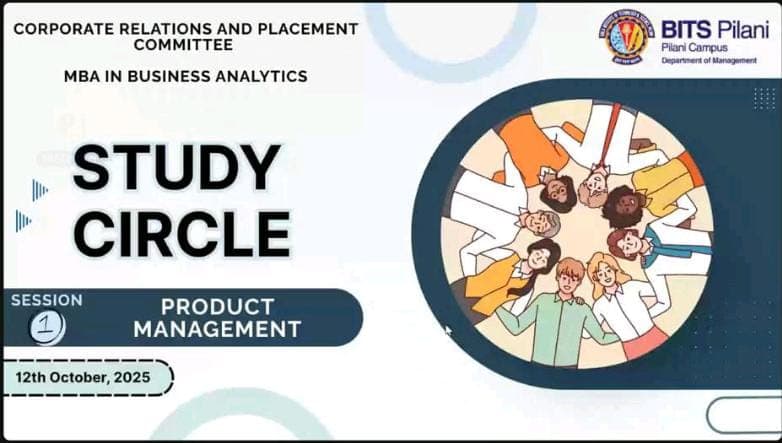 CORPORATE RELATIONS AND PLACEMENT
COMMITTEE
MBA IN BUSINESS ANALYTICS
BITS Pilani
Pilani Campus
Department of Management
STUDY
CIRCLE
SESSION
1
PRODUCT
MANAGEMENT
12th October, 2025